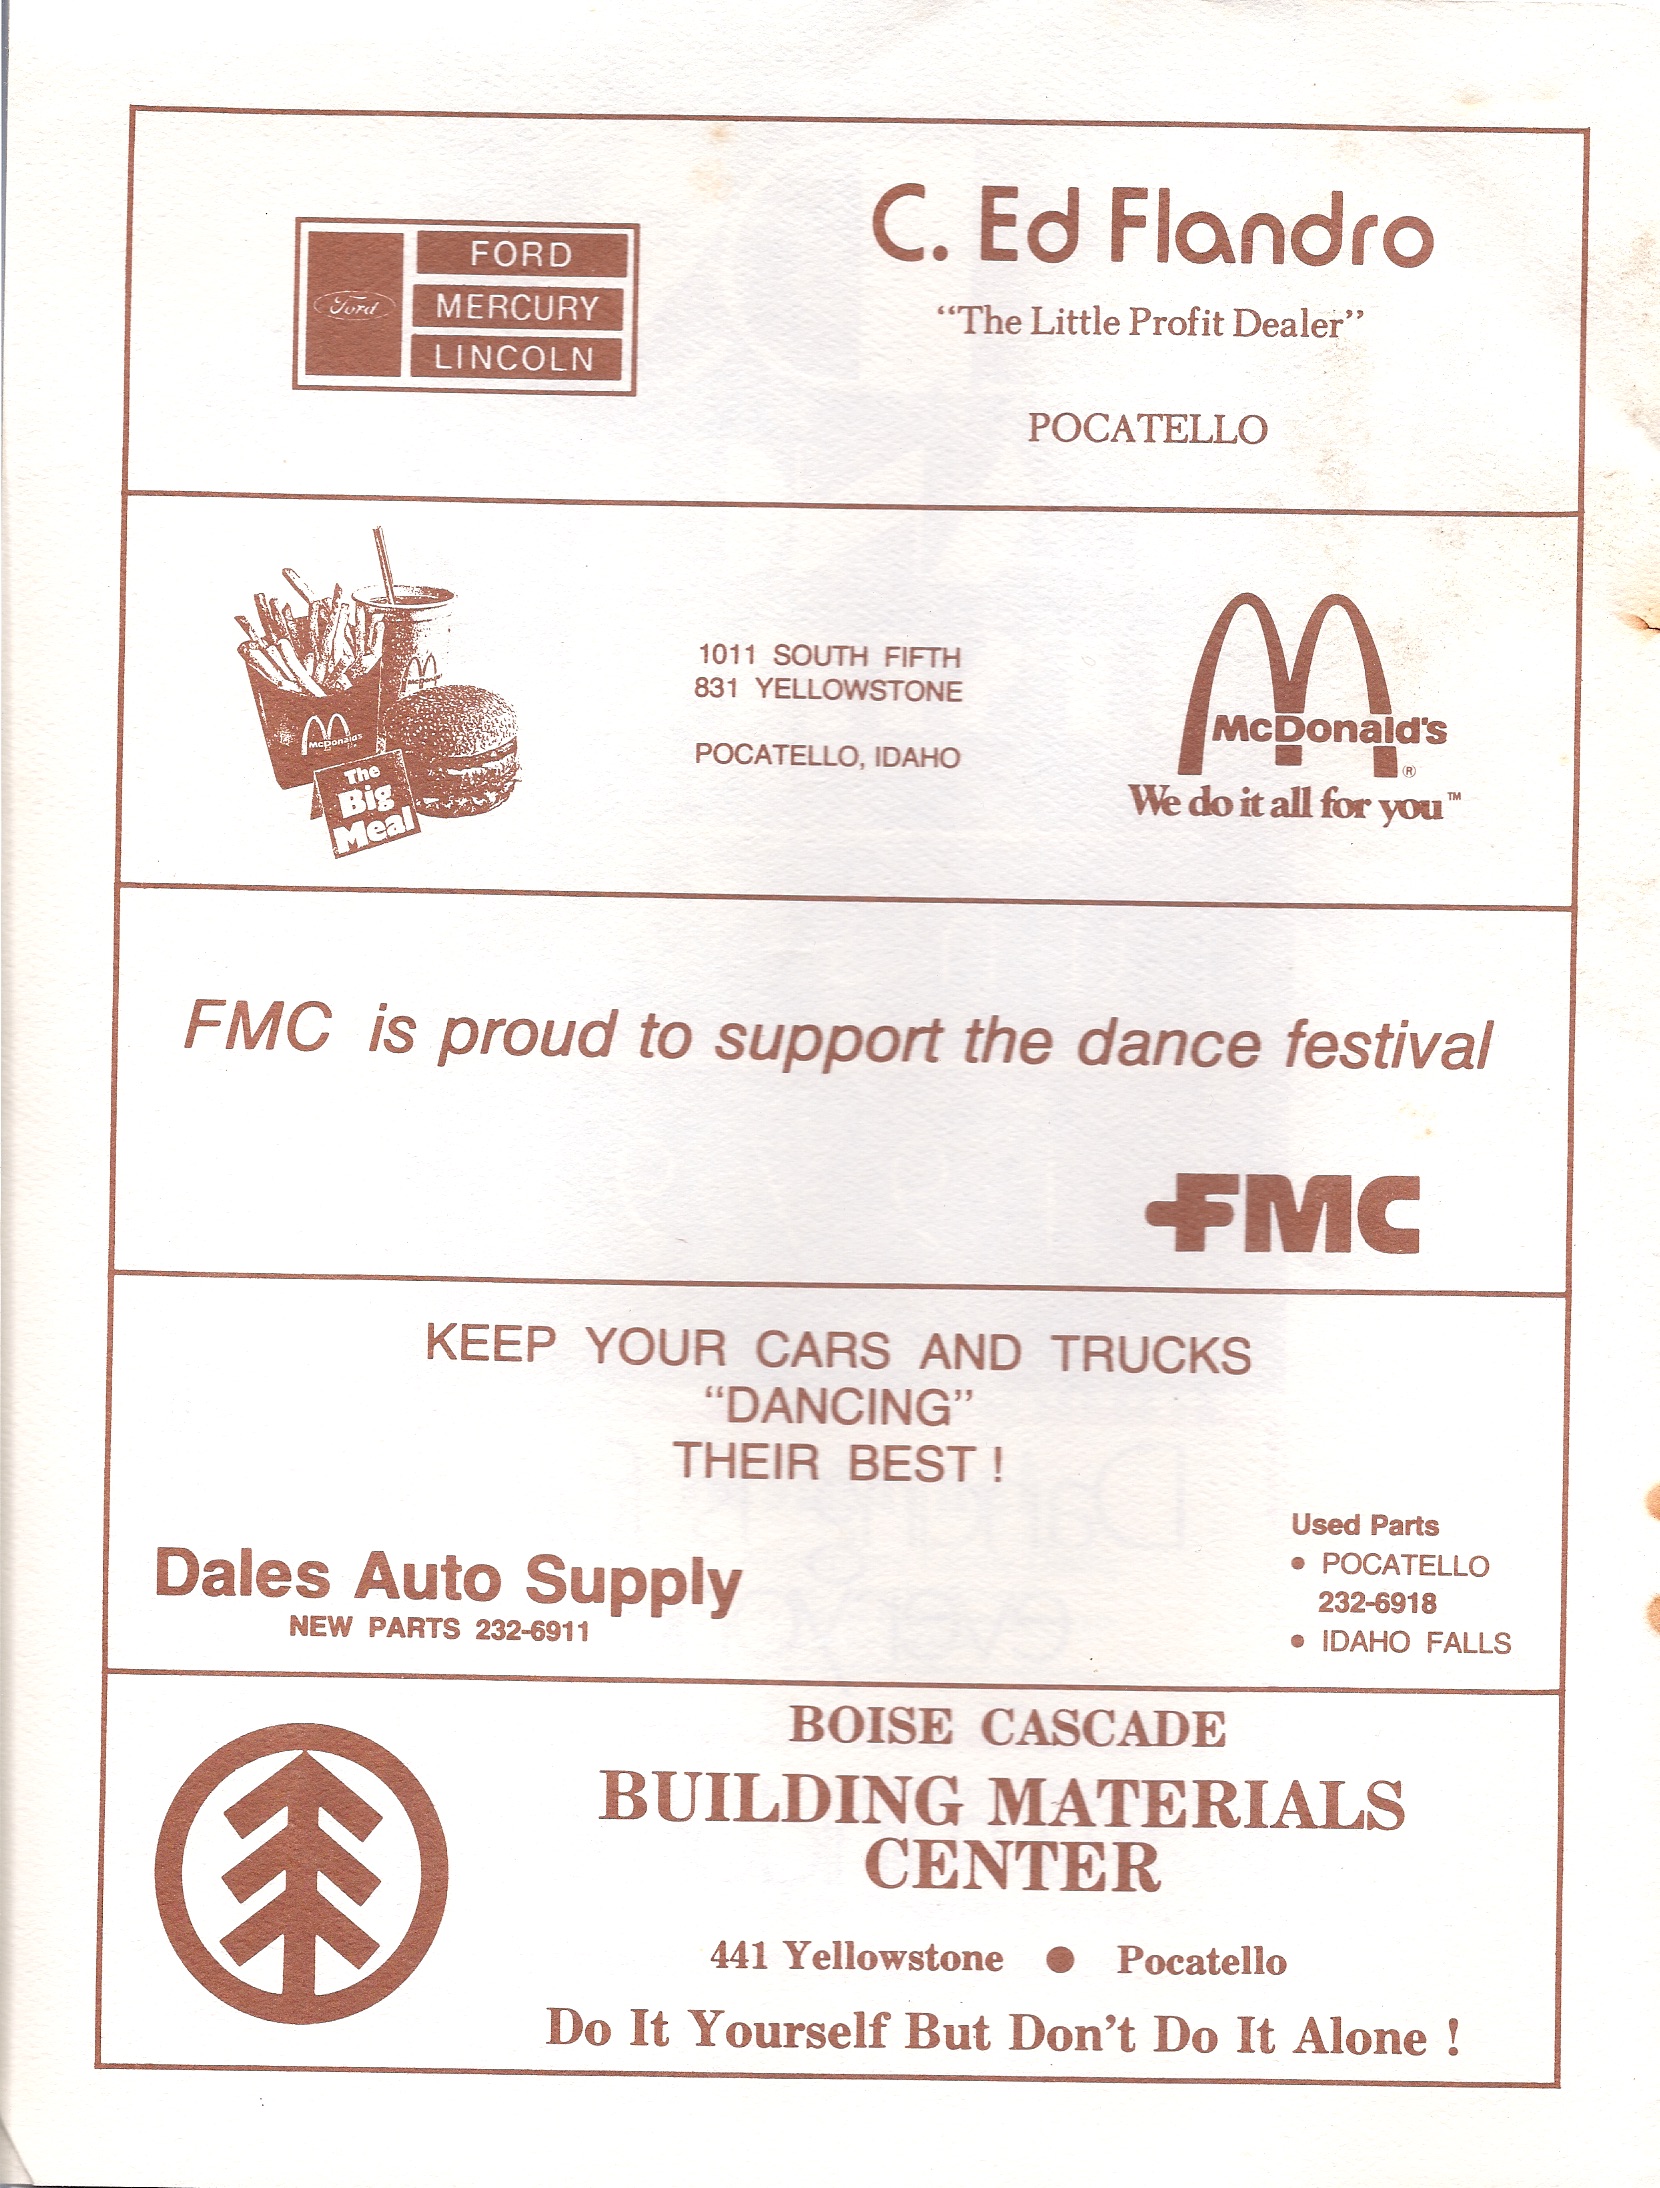 Ford
FORD
MERCURY
LINCOLN
C. Ed Flandro
“The Little Profit Dealer”
POCATELLO
McDonald's
McDonald's
The
Big
Meal
1011 SOUTH FIFTH
831 YELLOWSTONE
POCATELLO, IDAHO
McDonald's
®
We do it all for you™
FMC is proud to support the dance festival
FMC
KEEP YOUR CARS AND TRUCKS
“DANCING”
THEIR BEST !
Dales Auto Supply
NEW PARTS 232-6911
Used Parts
• POCATELLO
232-6918
• IDAHO FALLS
BOISE CASCADE
BUILDING MATERIALS
CENTER
441 Yellowstone ● Pocatello
Do It Yourself But Don't Do It Alone !